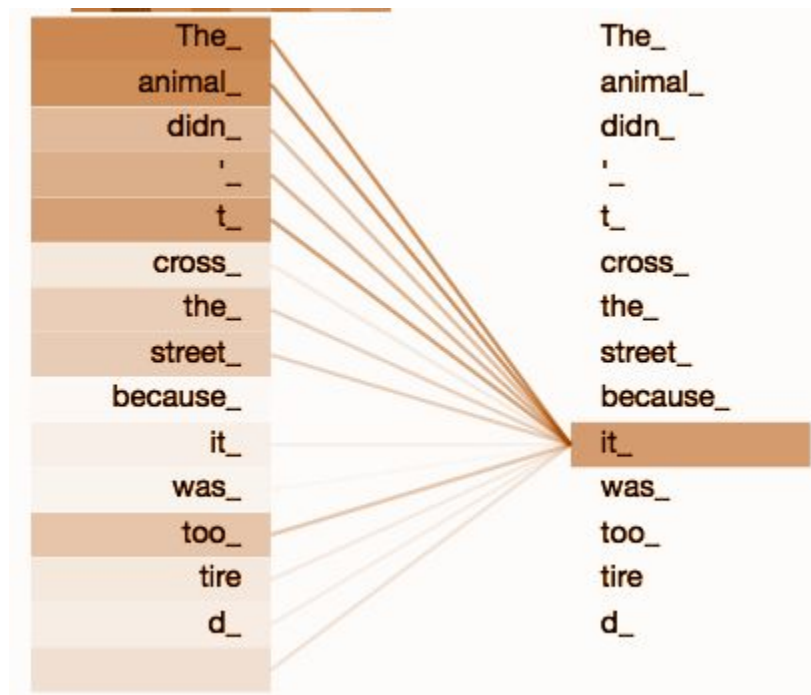 The_ The_
animal_ animal_
didn_ didn_
'_ '_
t_ t_
cross_ cross_
the_ the_
street_ street_
because_ because_
it_ it_
was_ was_
too_ too_
tire tire
d_ d_